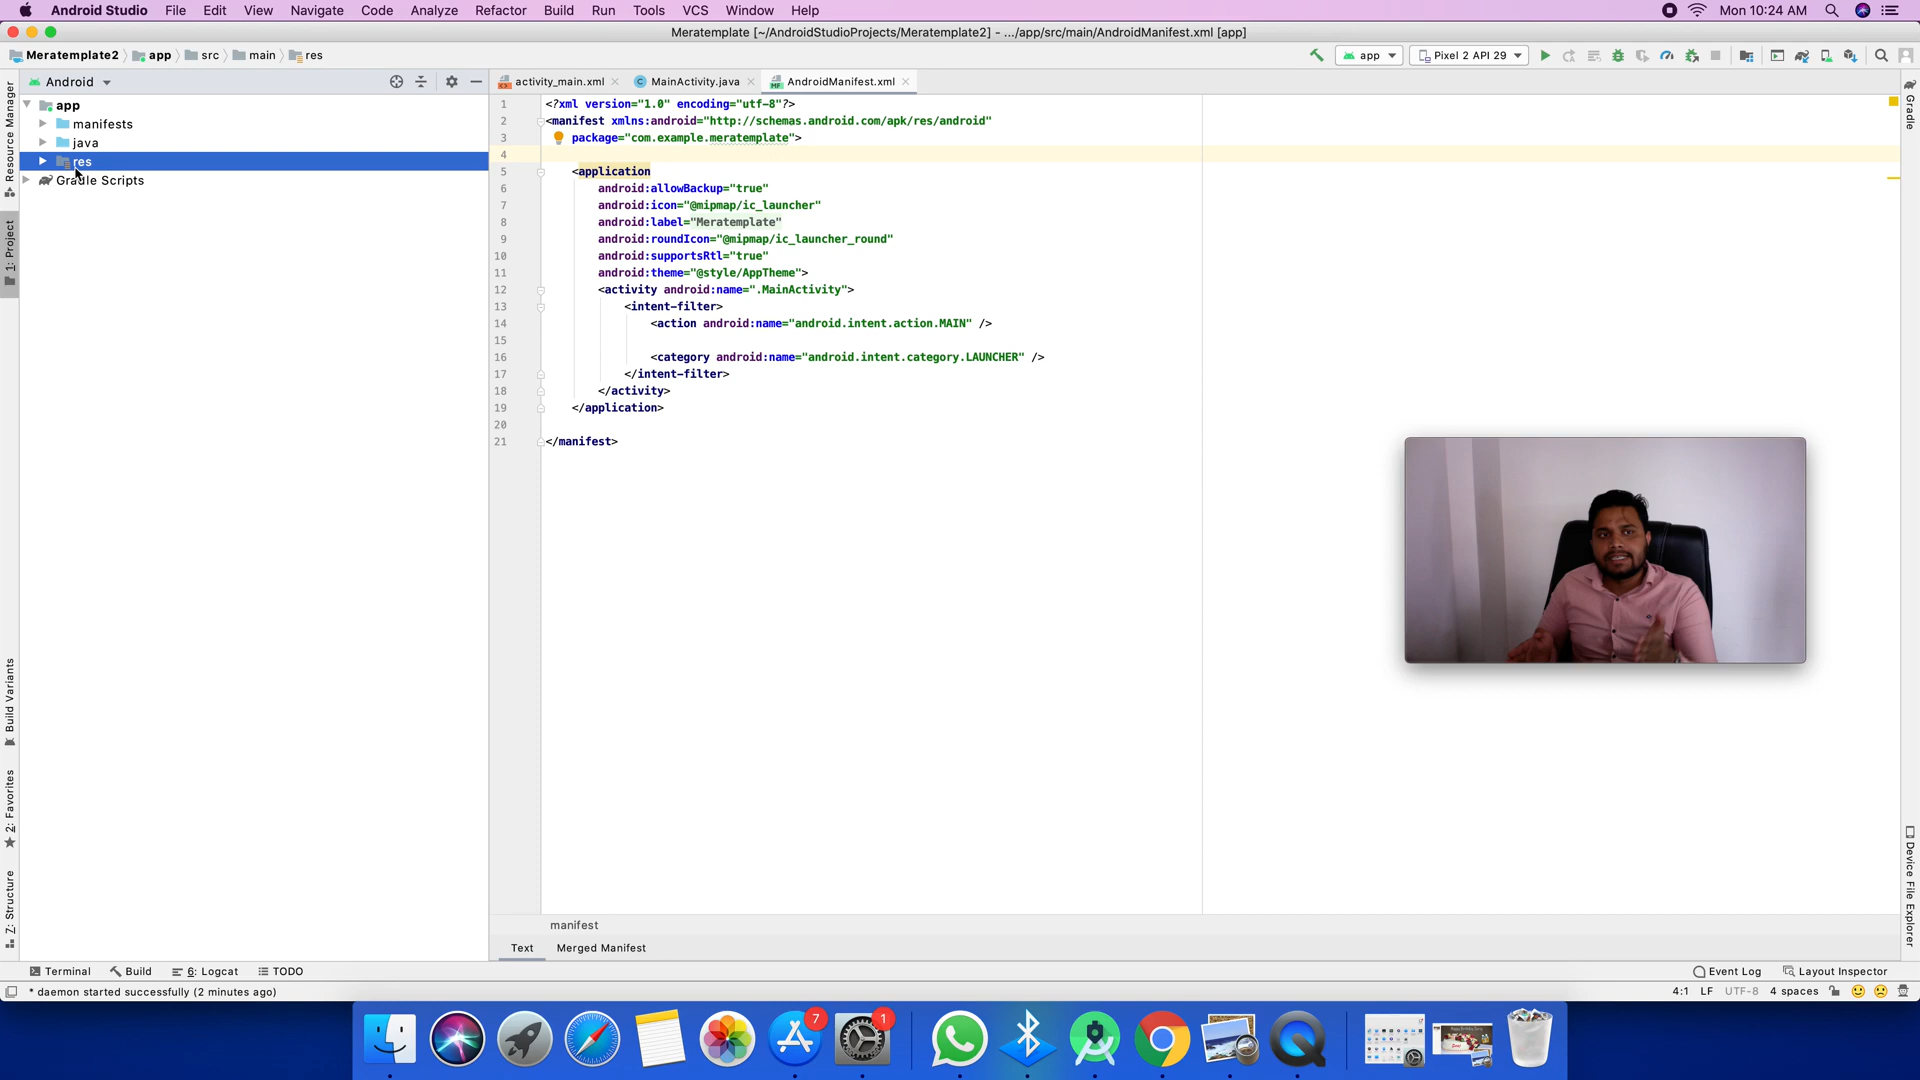 Android Studio File Edit View Navigate Code Analyze Refactor Build Run Tools VCS Window Help Mon 10:24 AM
Meratemplate [~/AndroidStudioProjects/Meratemplate2] - .../app/src/main/AndroidManifest.xml [app]
Meratemplate2 app src main res app Pixel 2 API 29
Android activity_main.xml MainActivity.java AndroidManifest.xml
app
manifests
java
res
Gradle Scripts
Resource Manager
1: Project
Build Variants
2: Favorites
7: Structure
1 <?xml version="1.0" encoding="utf-8"?>
2 <manifest xmlns:android="http://schemas.android.com/apk/res/android"
3 package="com.example.meratemplate">
4
5 <application
6 android:allowBackup="true"
7 android:icon="@mipmap/ic_launcher"
8 android:label="Meratemplate"
9 android:roundIcon="@mipmap/ic_launcher_round"
10 android:supportsRtl="true"
11 android:theme="@style/AppTheme">
12 <activity android:name=".MainActivity">
13 <intent-filter>
14 <action android:name="android.intent.action.MAIN" />
15
16 <category android:name="android.intent.category.LAUNCHER" />
17 </intent-filter>
18 </activity>
19 </application>
20
21 </manifest>
Gradle
Device File Explorer
manifest
Text Merged Manifest
Terminal Build 6: Logcat TODO Event Log Layout Inspector
* daemon started successfully (2 minutes ago) 4:1 LF UTF-8 4 spaces
7 1